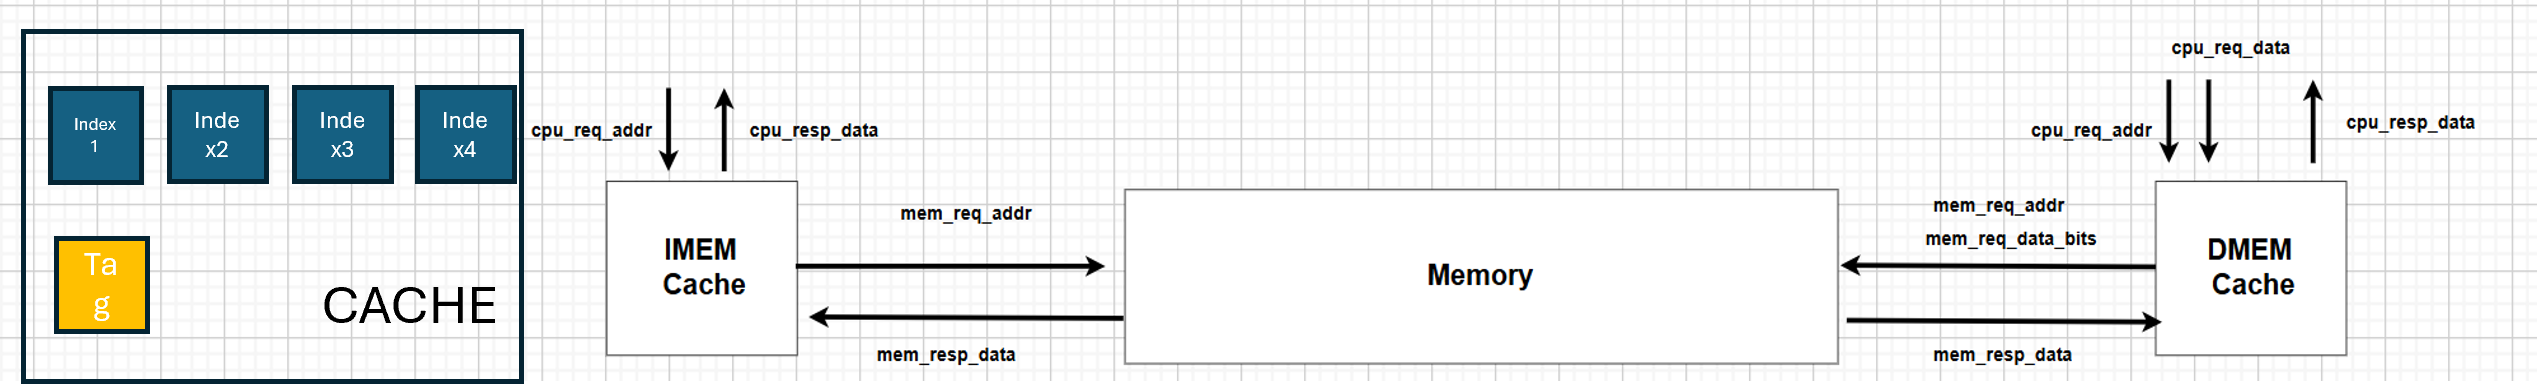 Index
1
Inde
x2
Inde
x3
Inde
x4
Ta
g
CACHE
cpu_req_addr
cpu_resp_data
IMEM
Cache
mem_req_addr
mem_resp_data
Memory
cpu_req_data
cpu_req_addr
cpu_resp_data
mem_req_addr
mem_req_data_bits
mem_resp_data
DMEM
Cache